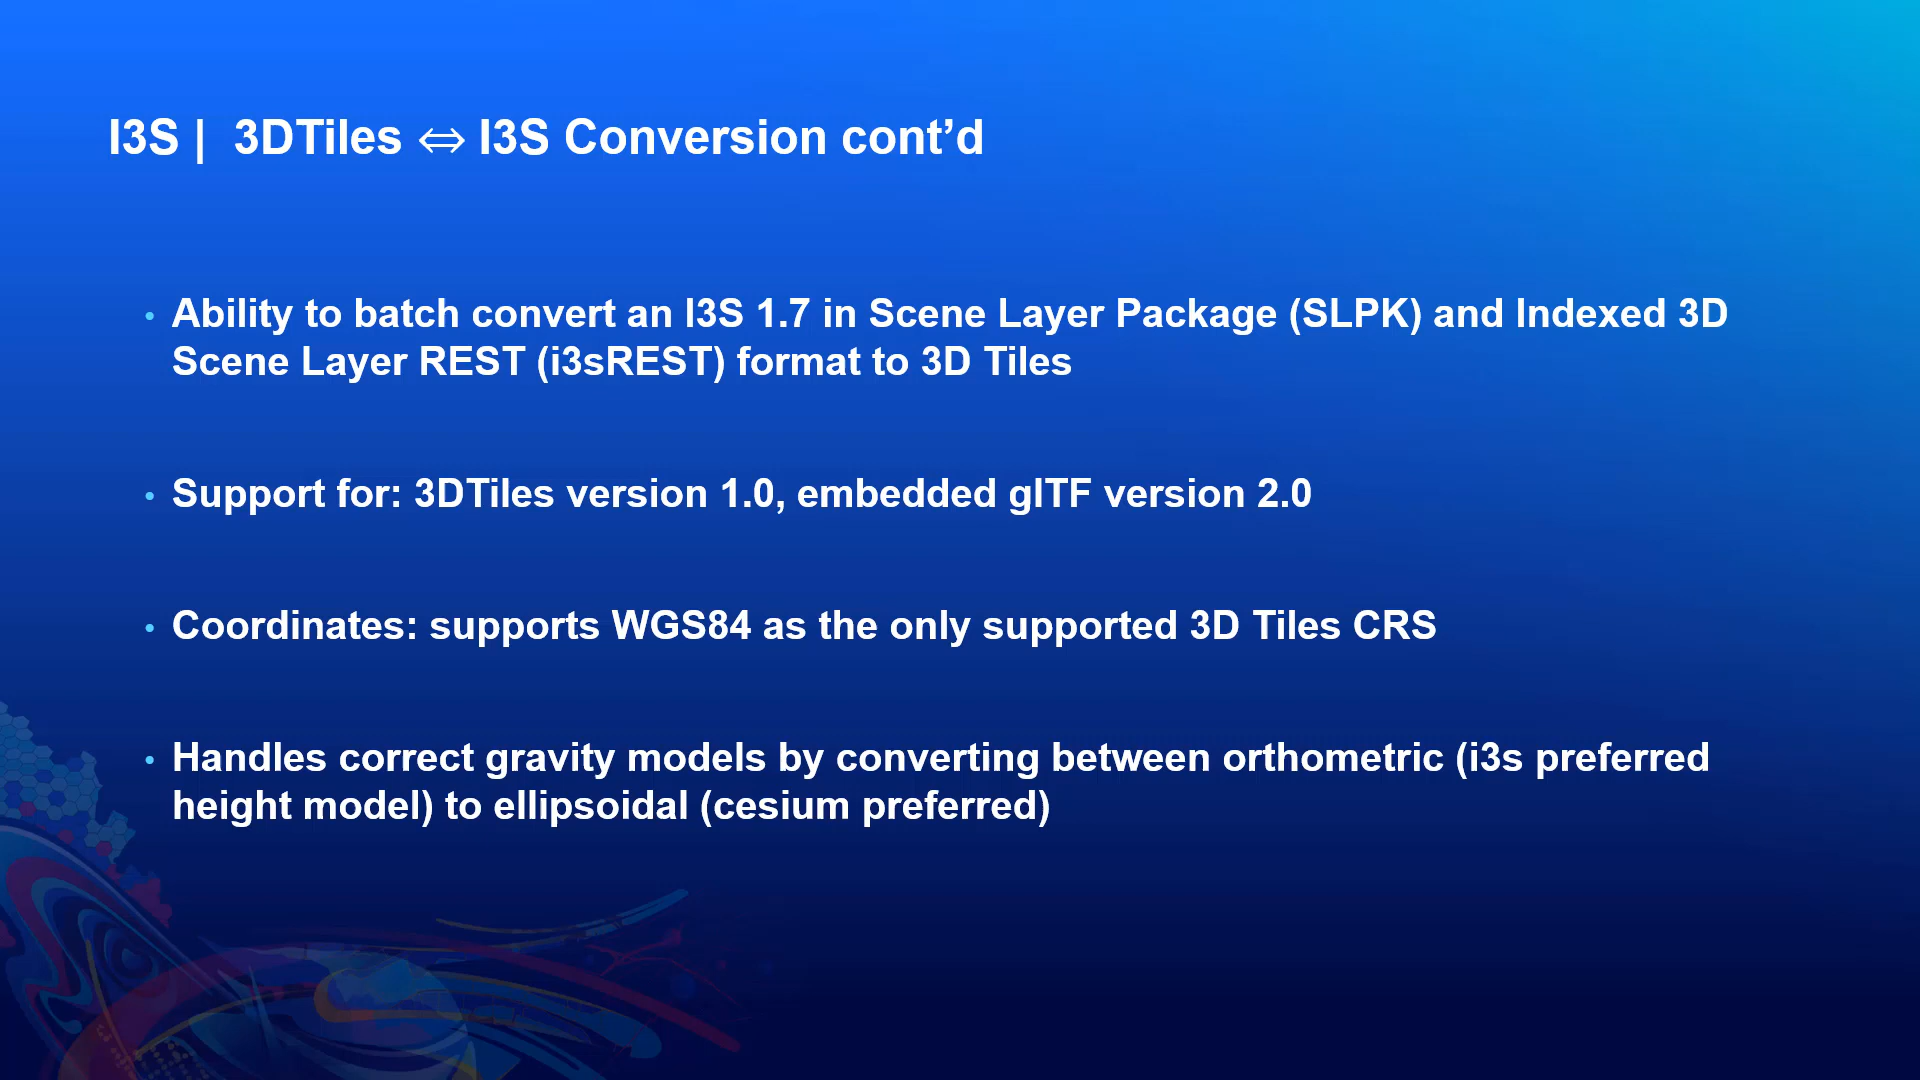 I3S | 3DTiles ⇔ I3S Conversion cont’d
• Ability to batch convert an I3S 1.7 in Scene Layer Package (SLPK) and Indexed 3D
Scene Layer REST (i3sREST) format to 3D Tiles
• Support for: 3DTiles version 1.0, embedded glTF version 2.0
• Coordinates: supports WGS84 as the only supported 3D Tiles CRS
• Handles correct gravity models by converting between orthometric (i3s preferred
height model) to ellipsoidal (cesium preferred)